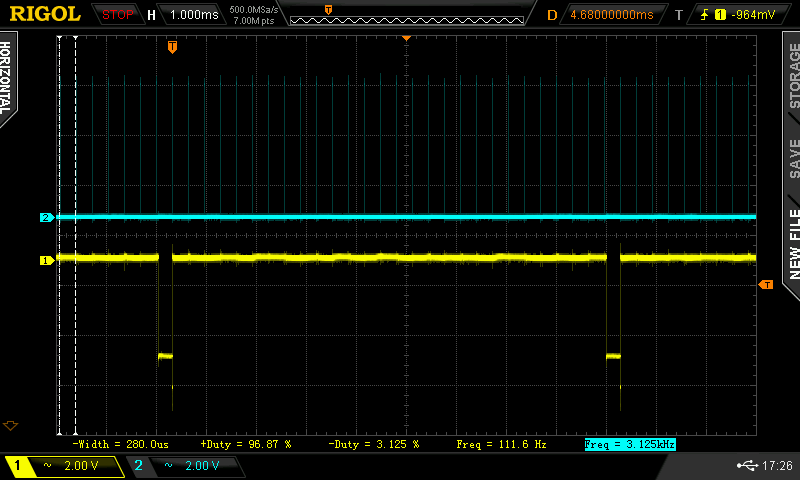 RIGOL STOP H 1.000ms 500.0MSa/s 7.00M pts D 4.68000000ms T 1 -964mV
T
T
HORIZONTAL
STORAGE
SAVE
NEW FILE
2
1
T
-Width = 280.0us +Duty = 96.87 % -Duty = 3.125 % Freq = 111.6 Hz Freq = 3.125kHz
1 ~ 2.00 V 2 ~ 2.00 V 17:26